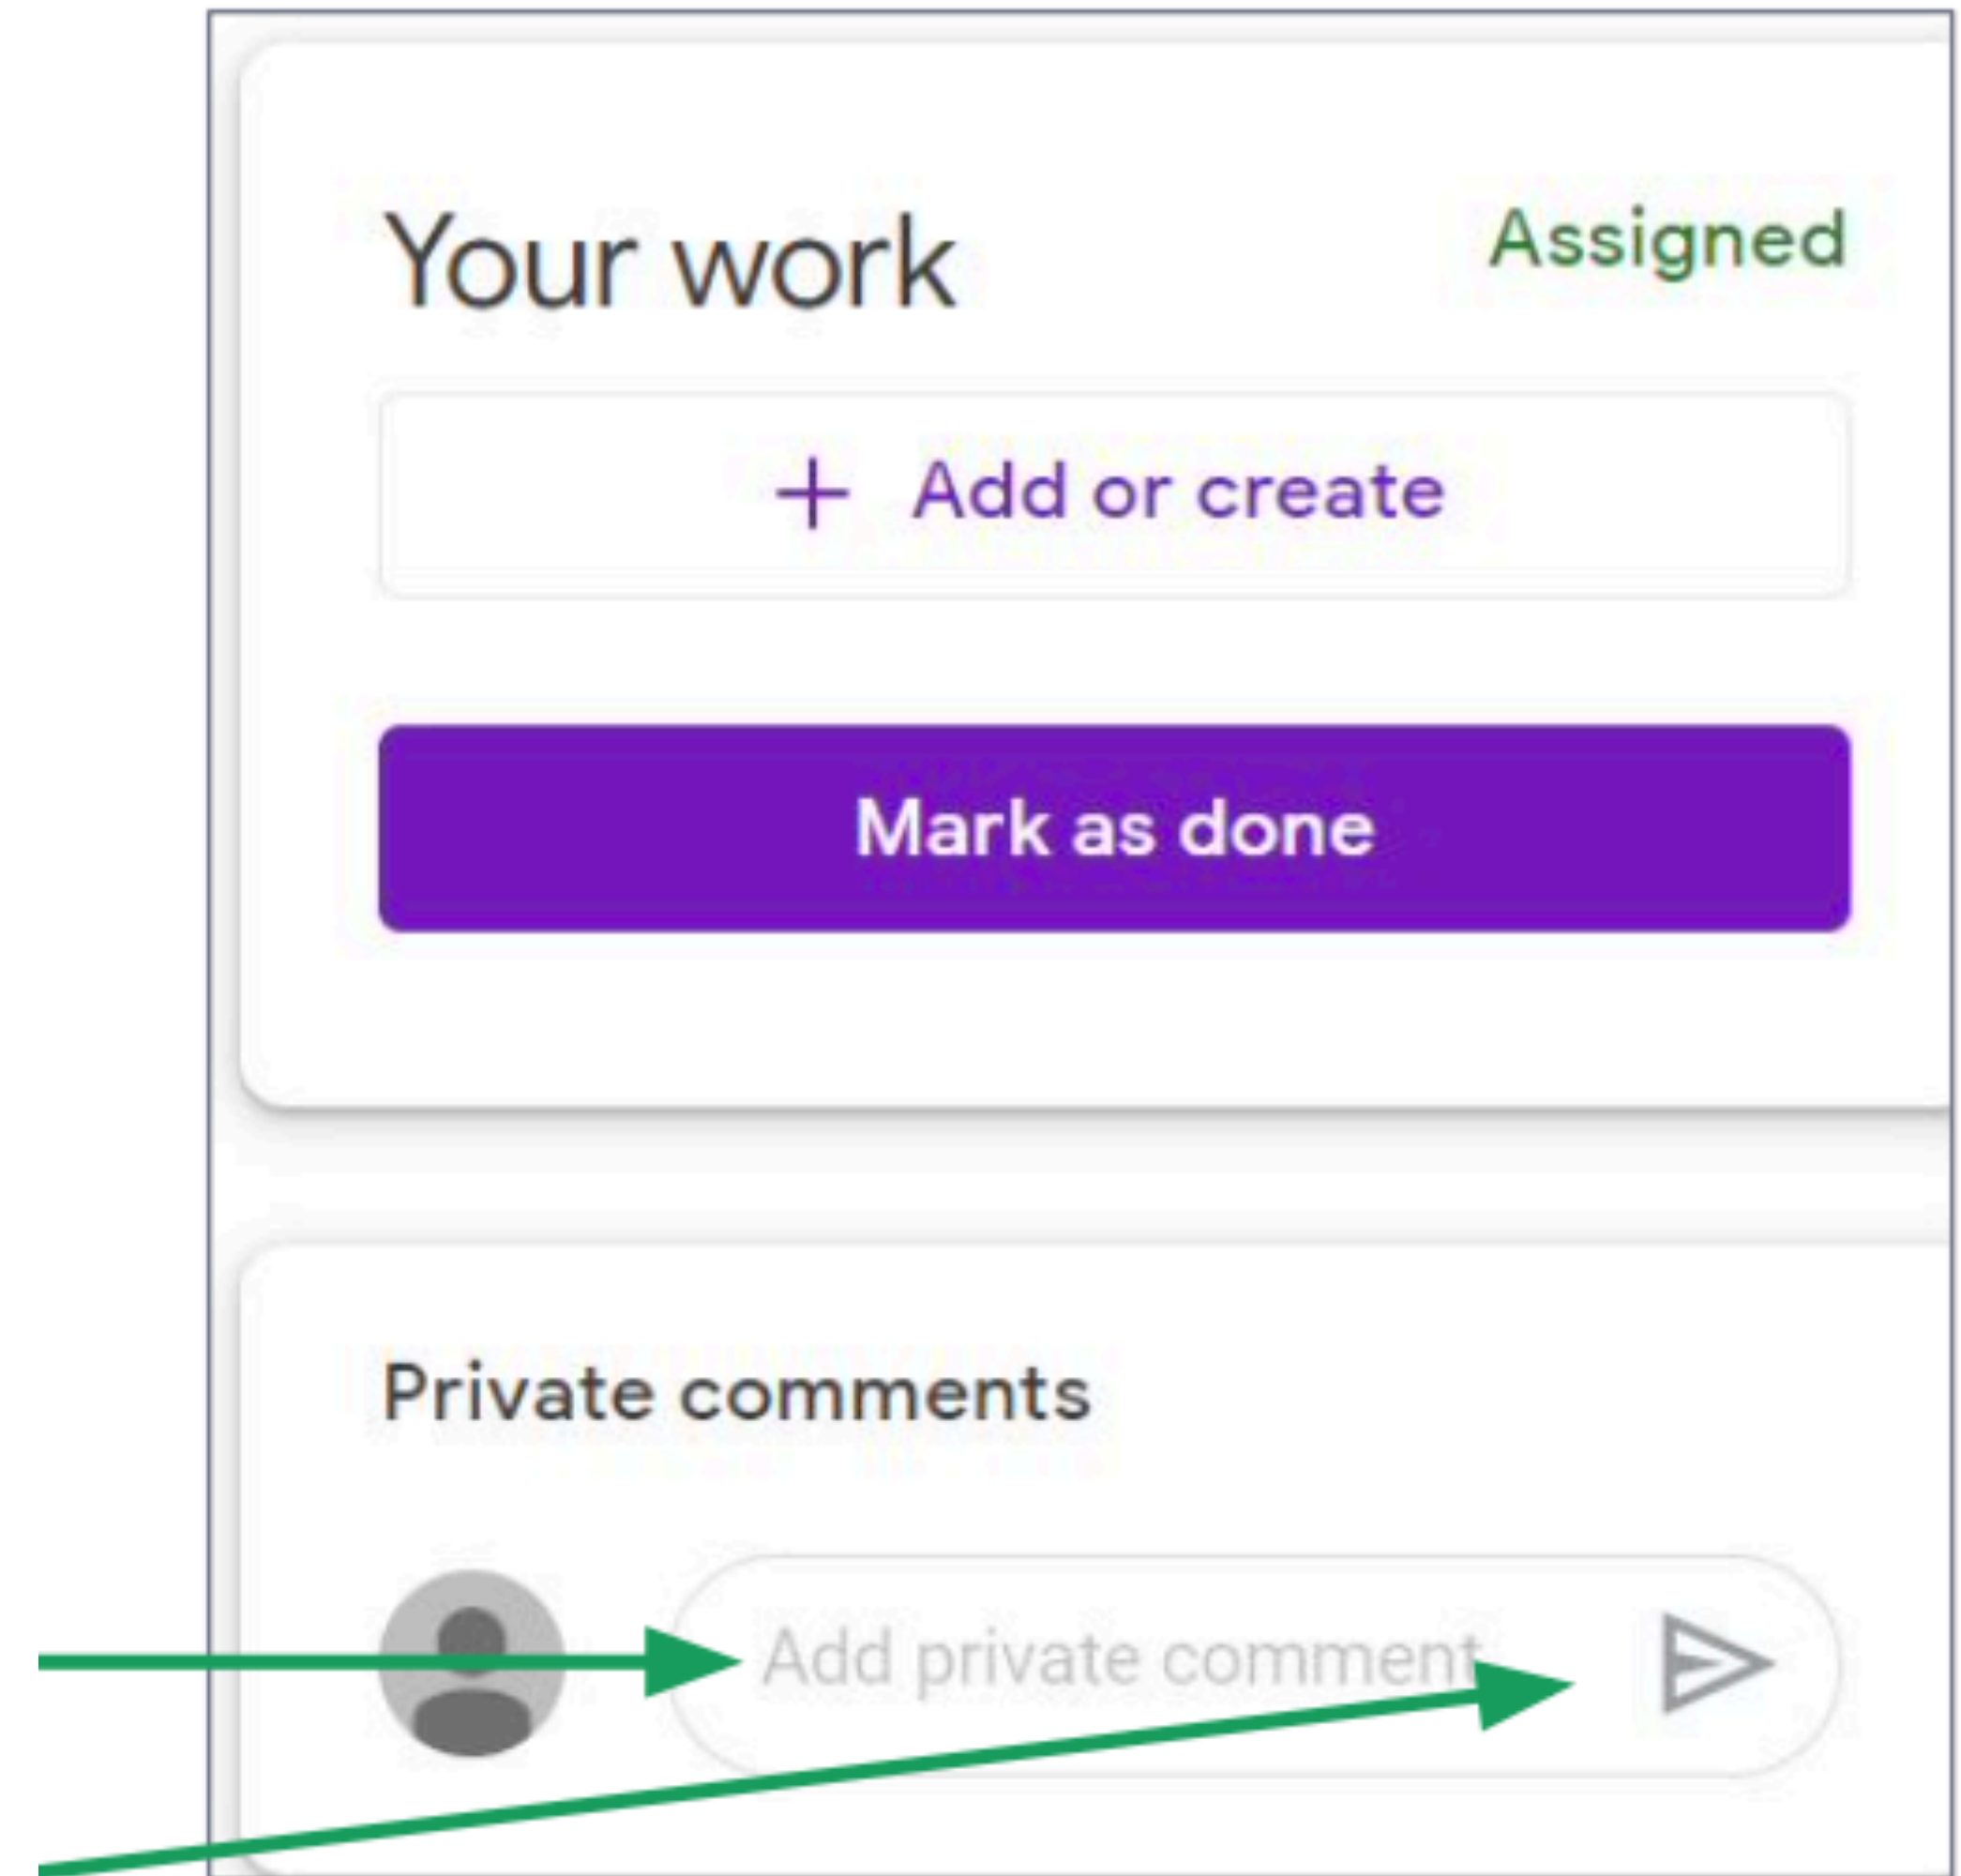 Your work
Assigned
+ Add or create
Mark as done
Private comments
Add private comment